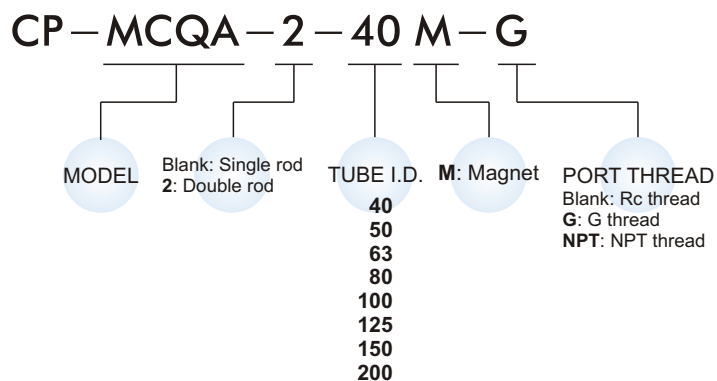 CP－MCQA－2－40 M－G
MODEL
Blank: Single rod
2: Double rod
TUBE I.D.
40
50
63
80
100
125
150
200
M: Magnet
PORT THREAD
Blank: Rc thread
G: G thread
NPT: NPT thread